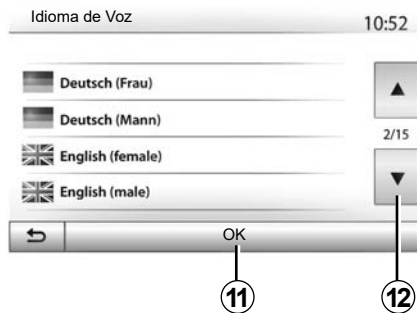 Idioma de Voz 10:52
Deutsch (Frau)
Deutsch (Mann)
2/15
English (female)
English (male)
OK
11 12